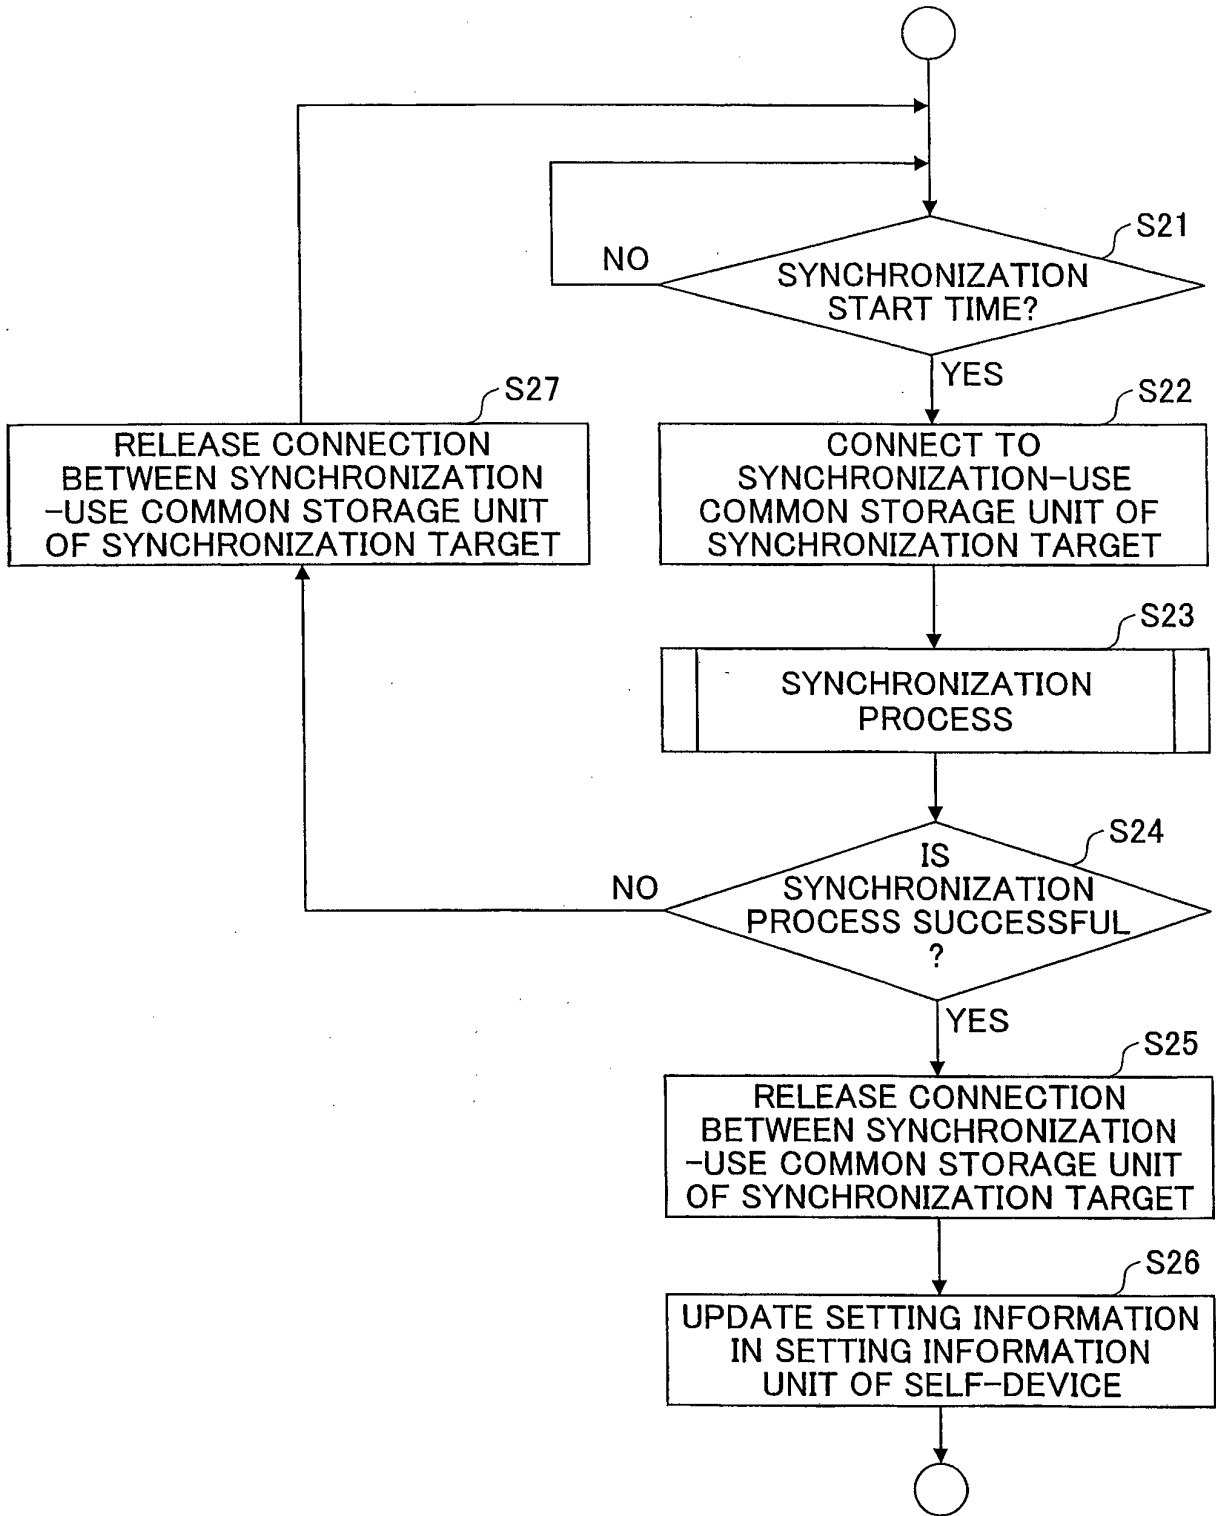 S21
NO
SYNCHRONIZATION
START TIME?
YES
S27
RELEASE CONNECTION
BETWEEN SYNCHRONIZATION
-USE COMMON STORAGE UNIT
OF SYNCHRONIZATION TARGET
S22
CONNECT TO
SYNCHRONIZATION-USE
COMMON STORAGE UNIT OF
SYNCHRONIZATION TARGET
S23
SYNCHRONIZATION
PROCESS
S24
NO
IS
SYNCHRONIZATION
PROCESS SUCCESSFUL
?
YES
S25
RELEASE CONNECTION
BETWEEN SYNCHRONIZATION
-USE COMMON STORAGE UNIT
OF SYNCHRONIZATION TARGET
S26
UPDATE SETTING INFORMATION
IN SETTING INFORMATION
UNIT OF SELF-DEVICE